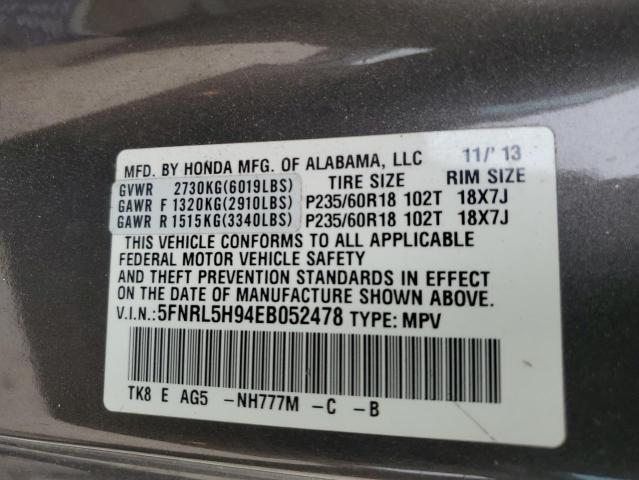 MFD. BY HONDA MFG. OF ALABAMA, LLC 11/'13
GVWR 2730KG(6019LBS) TIRE SIZE RIM SIZE
GAWR F 1320KG(2910LBS) P235/60R18 102T 18X7J
GAWR R 1515KG(3340LBS) P235/60R18 102T 18X7J
THIS VEHICLE CONFORMS TO ALL APPLICABLE
FEDERAL MOTOR VEHICLE SAFETY
AND THEFT PREVENTION STANDARDS IN EFFECT
ON THE DATE OF MANUFACTURE SHOWN ABOVE.
V.I.N.:5FNRL5H94EB052478 TYPE: MPV
TK8 E AG5 -NH777M -C -B